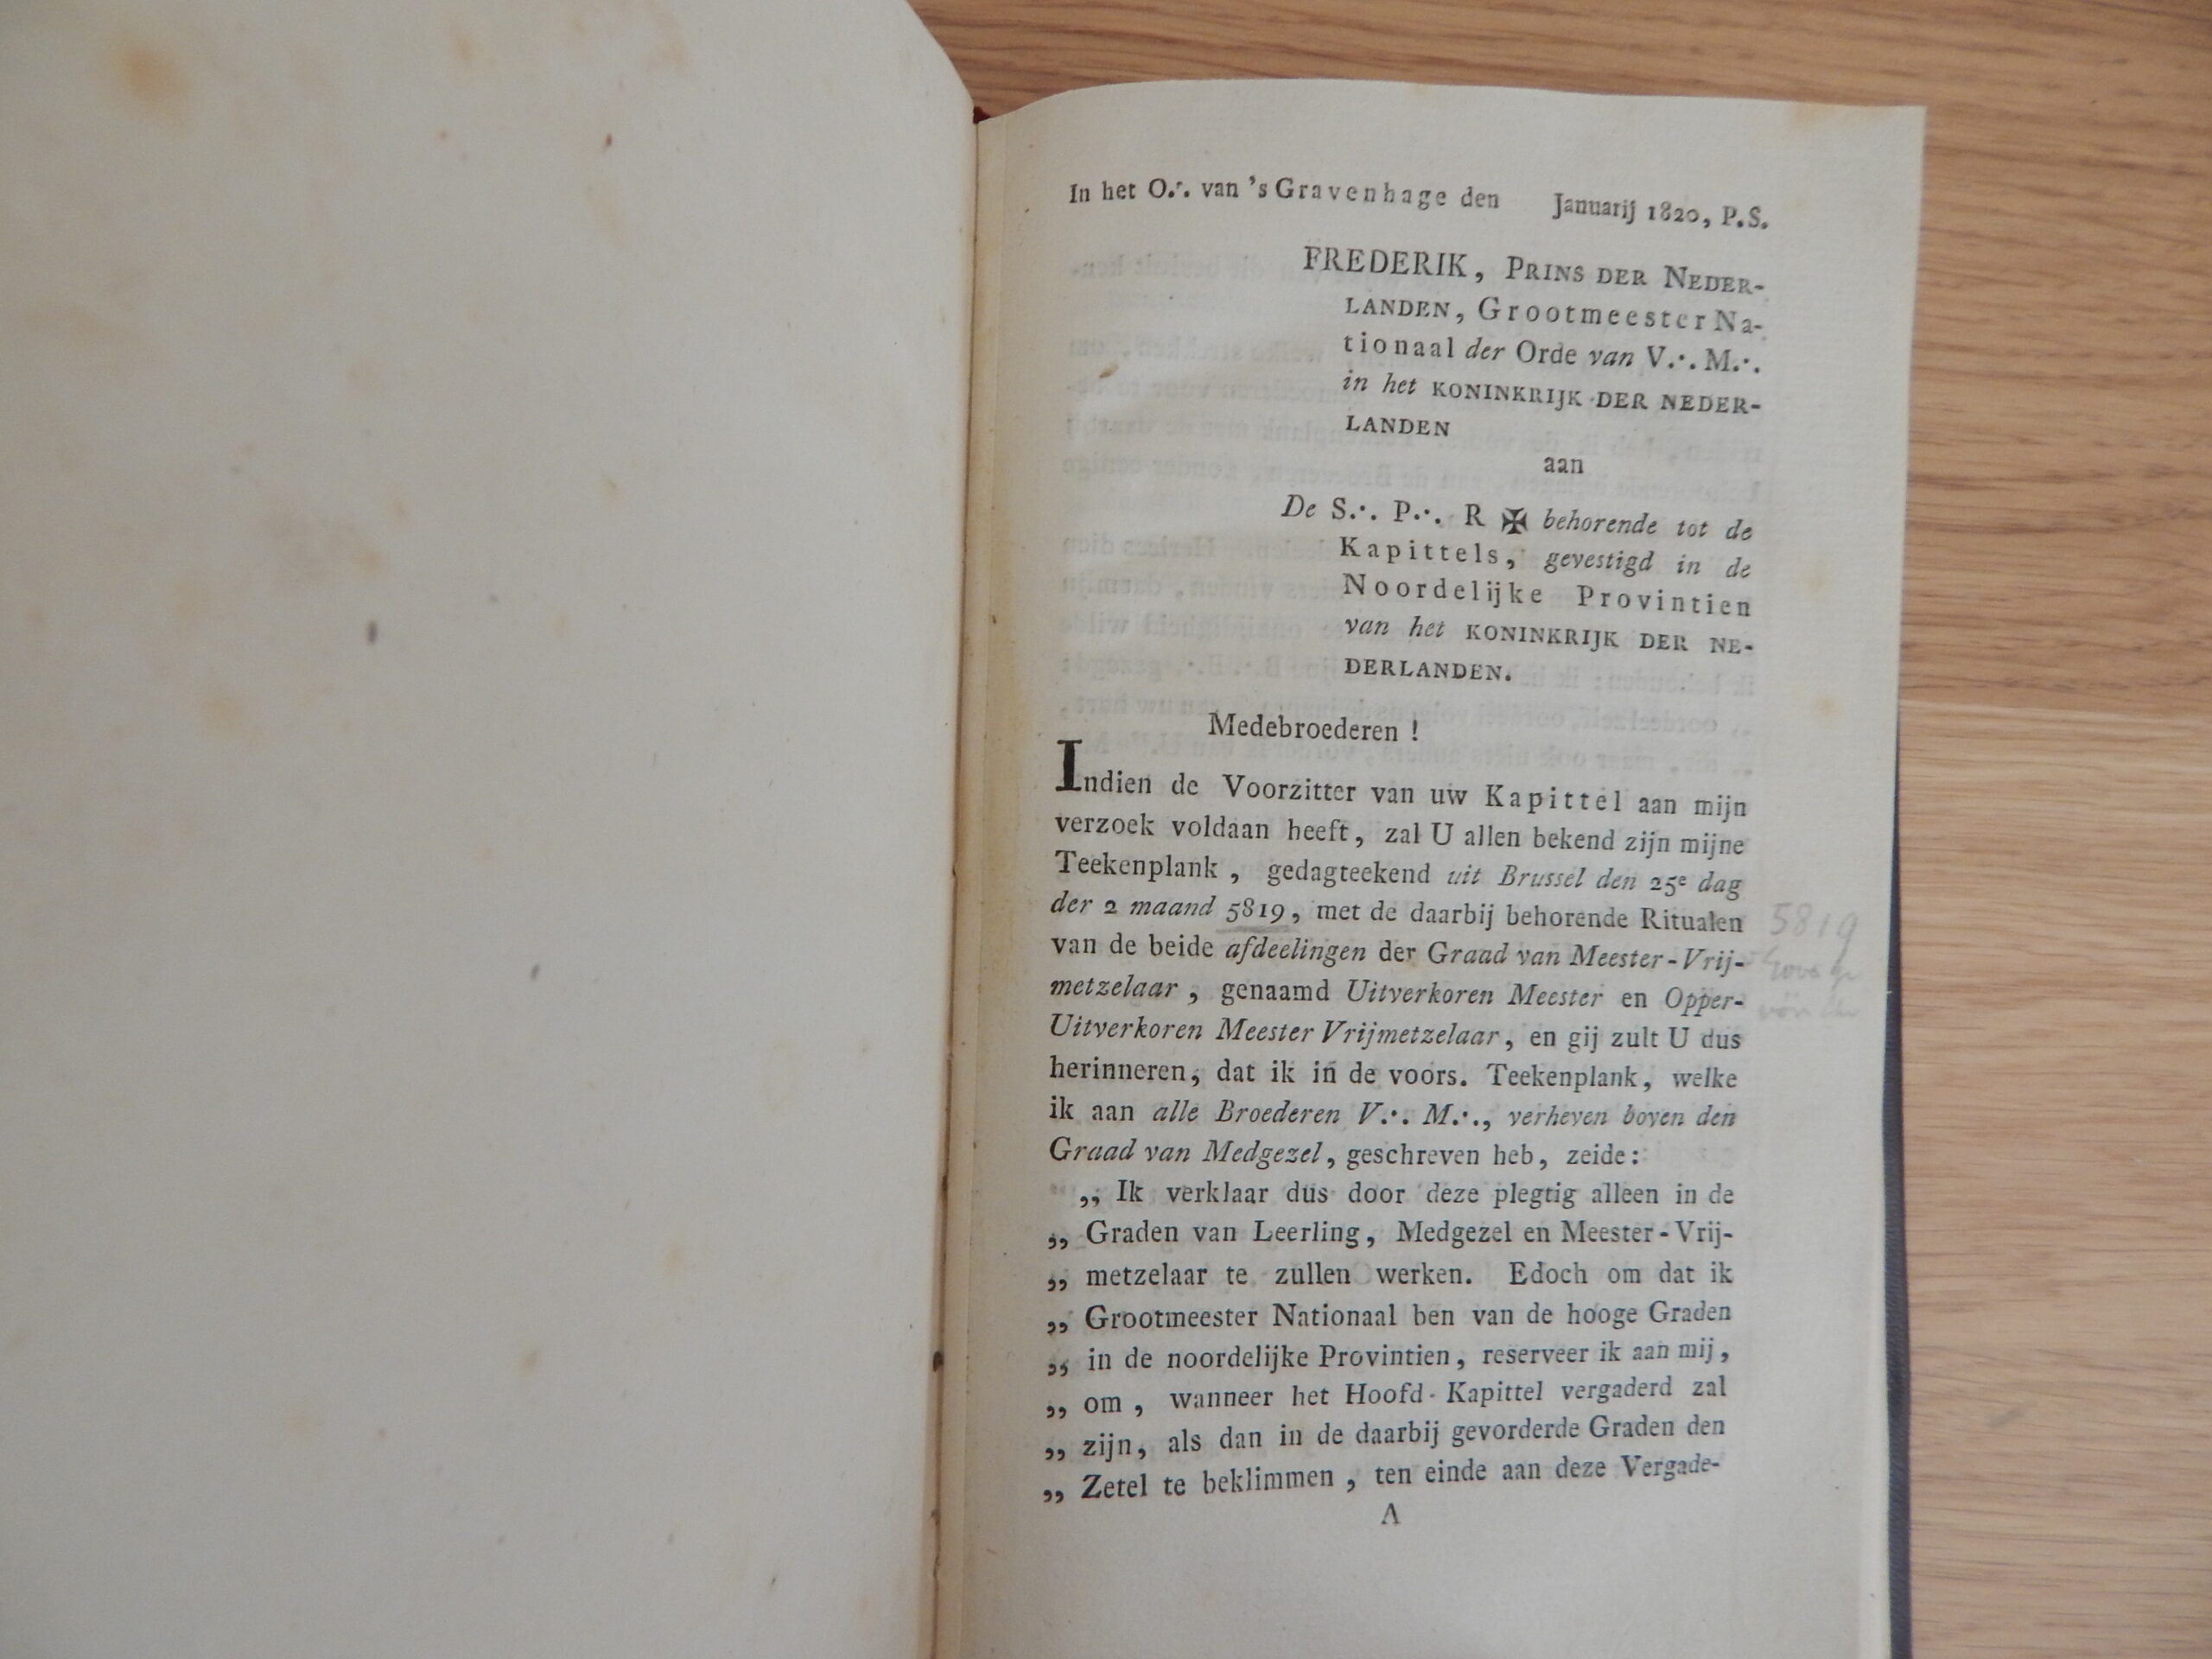 In het O.·. van 's Gravenhage den Januarij 1820, P.S.
FREDERIK, PRINS DER NEDER-
LANDEN, Grootmeester Na-
tionaal der Orde van V.·. M.·.
in het KONINKRIJK DER NEDER-
LANDEN
aan
De S.·. P.·. R ✠ behorende tot de
Kapittels, gevestigd in de
Noordelijke Provintien
van het KONINKRIJK DER NE-
DERLANDEN.
Medebroederen !
Indien de Voorzitter van uw Kapittel aan mijn
verzoek voldaan heeft, zal U allen bekend zijn mijne
Teekenplank, gedagteekend uit Brussel den 25e dag
der 2 maand 5819, met de daarbij behorende Ritualen
van de beide afdeelingen der Graad van Meester-Vrij-
metzelaar, genaamd Uitverkoren Meester en Opper-
Uitverkoren Meester Vrijmetzelaar, en gij zult U dus
herinneren, dat ik in de voors. Teekenplank, welke
ik aan alle Broederen V.·. M.·., verheven boven den
Graad van Medgezel, geschreven heb, zeide:
„ Ik verklaar dus door deze plegtig alleen in de
„ Graden van Leerling, Medgezel en Meester-Vrij-
„ metzelaar te zullen werken. Edoch om dat ik
„ Grootmeester Nationaal ben van de hooge Graden
„ in de noordelijke Provintien, reserveer ik aan mij,
„ om, wanneer het Hoofd-Kapittel vergaderd zal
„ zijn, als dan in de daarbij gevorderde Graden den
„ Zetel te beklimmen, ten einde aan deze Vergade-
A
5819